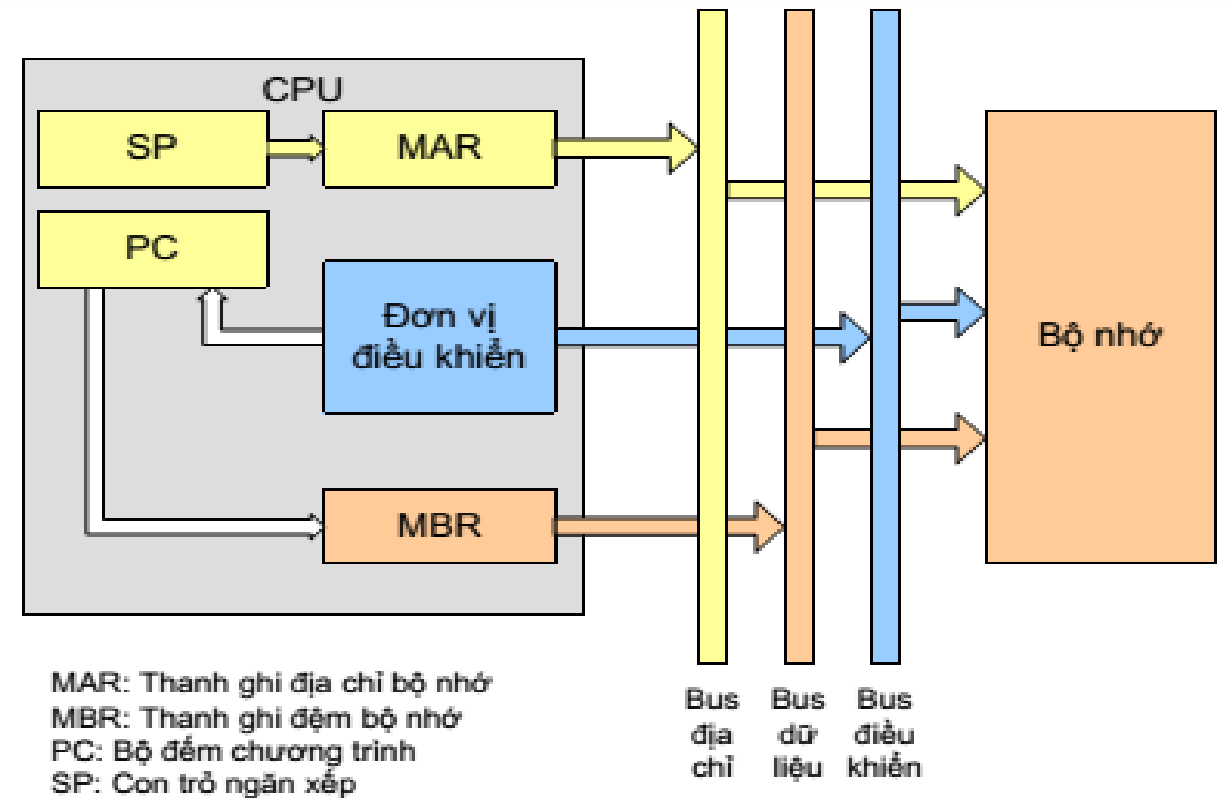 CPU
SP
MAR
PC
Đơn vị
điều khiển
Bộ nhớ
MBR
MAR: Thanh ghi địa chỉ bộ nhớ
MBR: Thanh ghi đệm bộ nhớ
PC: Bộ đếm chương trình
SP: Con trỏ ngăn xếp
Bus
địa
chỉ
Bus
dữ
liệu
Bus
điều
khiển